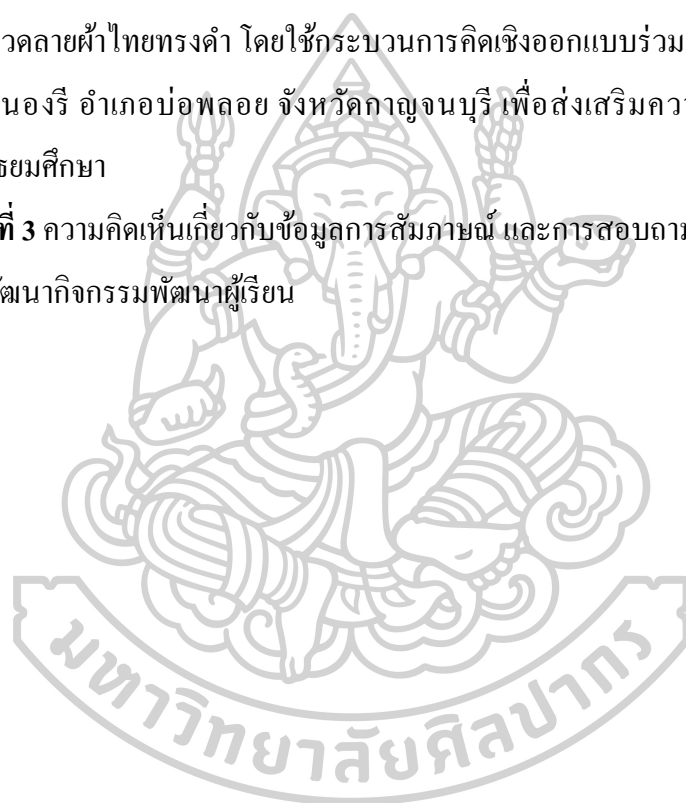 วดลายผ้าไทยทรงดำ โดยใช้กระบวนการคิดเชิงออกแบบร่วม
นองรี อำเภอบ่อพลอย จังหวัดกาญจนบุรี เพื่อส่งเสริมคว
ธยมศึกษา
ที่ 3 ความคิดเห็นเกี่ยวกับข้อมูลการสัมภาษณ์ และการสอบถาม
ัฒนากิจกรรมพัฒนาผู้เรียน
มหาวิทยาลัยศิลปากร